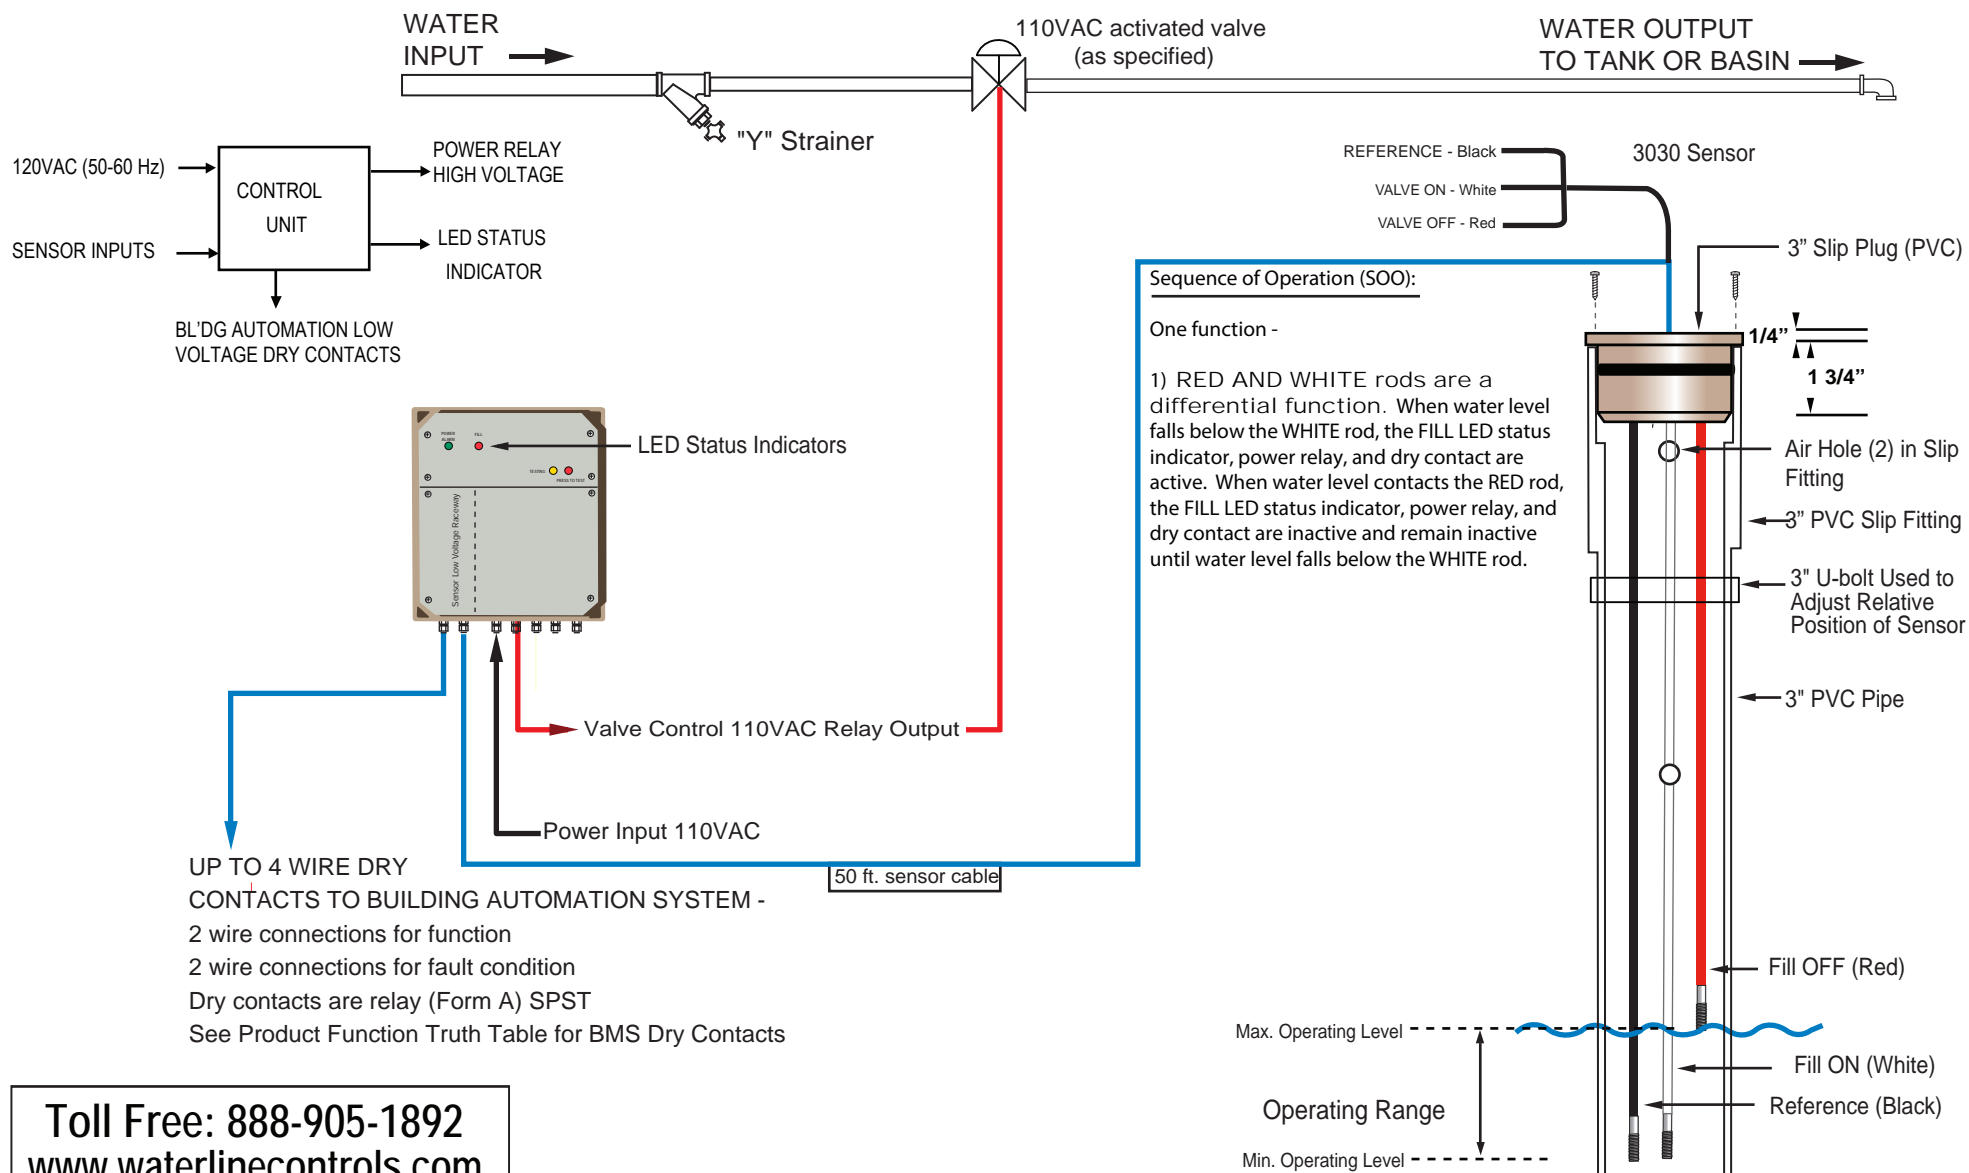 WATER
INPUT
110VAC activated valve
(as specified)
WATER OUTPUT
TO TANK OR BASIN
"Y" Strainer
120VAC (50-60 Hz)
SENSOR INPUTS
CONTROL
UNIT
POWER RELAY
HIGH VOLTAGE
LED STATUS
INDICATOR
BL'DG AUTOMATION LOW
VOLTAGE DRY CONTACTS
REFERENCE - Black
VALVE ON - White
VALVE OFF - Red
3030 Sensor
3” Slip Plug (PVC)
1/4”
1 3/4”
Sequence of Operation (SOO):
One function -
1) RED AND WHITE rods are a
differential function. When water level
falls below the WHITE rod, the FILL LED status
indicator, power relay, and dry contact are
active. When water level contacts the RED rod,
the FILL LED status indicator, power relay, and
dry contact are inactive and remain inactive
until water level falls below the WHITE rod.
POWER
ALARM
FILL
TESTING
PRESS TO TEST
Sensor Low Voltage Raceway
LED Status Indicators
Air Hole (2) in Slip
Fitting
3” PVC Slip Fitting
3" U-bolt Used to
Adjust Relative
Position of Sensor
3" PVC Pipe
Valve Control 110VAC Relay Output
Power Input 110VAC
50 ft. sensor cable
UP TO 4 WIRE DRY
CONTACTS TO BUILDING AUTOMATION SYSTEM -
2 wire connections for function
2 wire connections for fault condition
Dry contacts are relay (Form A) SPST
See Product Function Truth Table for BMS Dry Contacts
Fill OFF (Red)
Max. Operating Level
Fill ON (White)
Operating Range
Reference (Black)
Min. Operating Level
Toll Free: 888-905-1892
www.waterlinecontrols.com